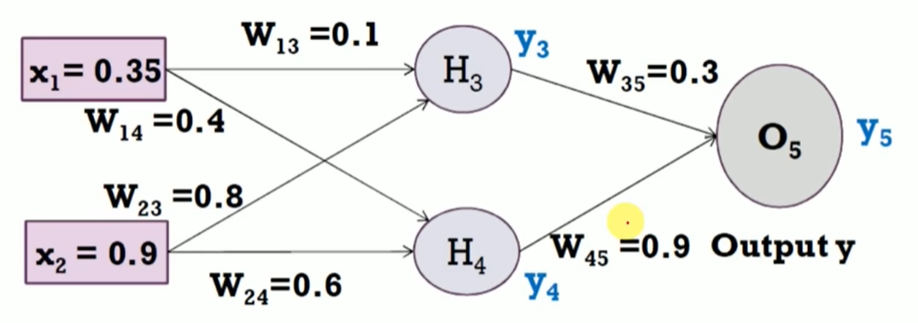 W₁₃ =0.1
y₃
x₁= 0.35
H₃
W₃₅=0.3
W₁₄ =0.4
O₅
y₅
W₂₃ =0.8
x₂ = 0.9
H₄
W₄₅ =0.9 Output y
W₂₄=0.6
y₄